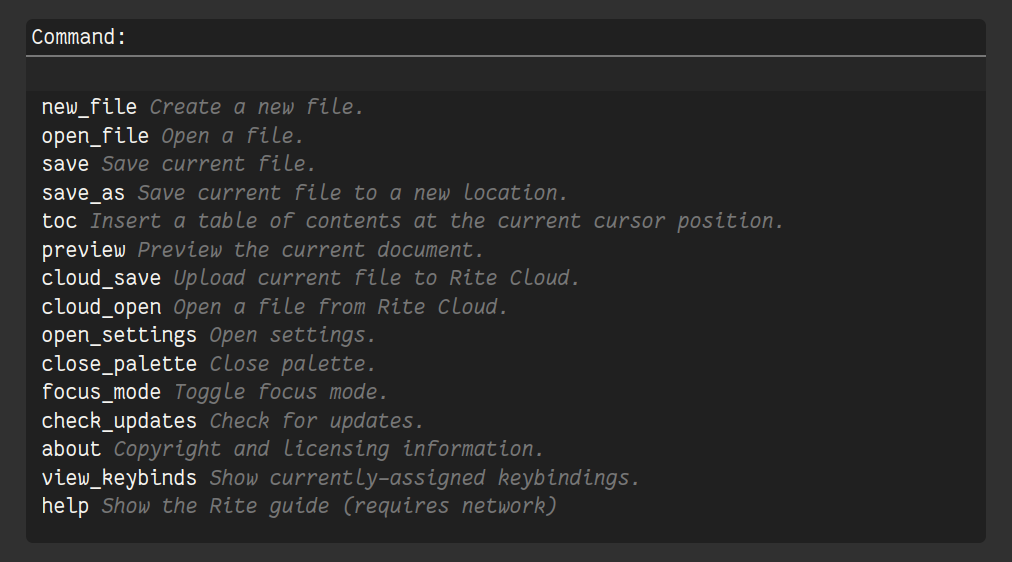 Command:
new_file Create a new file.
open_file Open a file.
save Save current file.
save_as Save current file to a new location.
toc Insert a table of contents at the current cursor position.
preview Preview the current document.
cloud_save Upload current file to Rite Cloud.
cloud_open Open a file from Rite Cloud.
open_settings Open settings.
close_palette Close palette.
focus_mode Toggle focus mode.
check_updates Check for updates.
about Copyright and licensing information.
view_keybinds Show currently-assigned keybindings.
help Show the Rite guide (requires network)